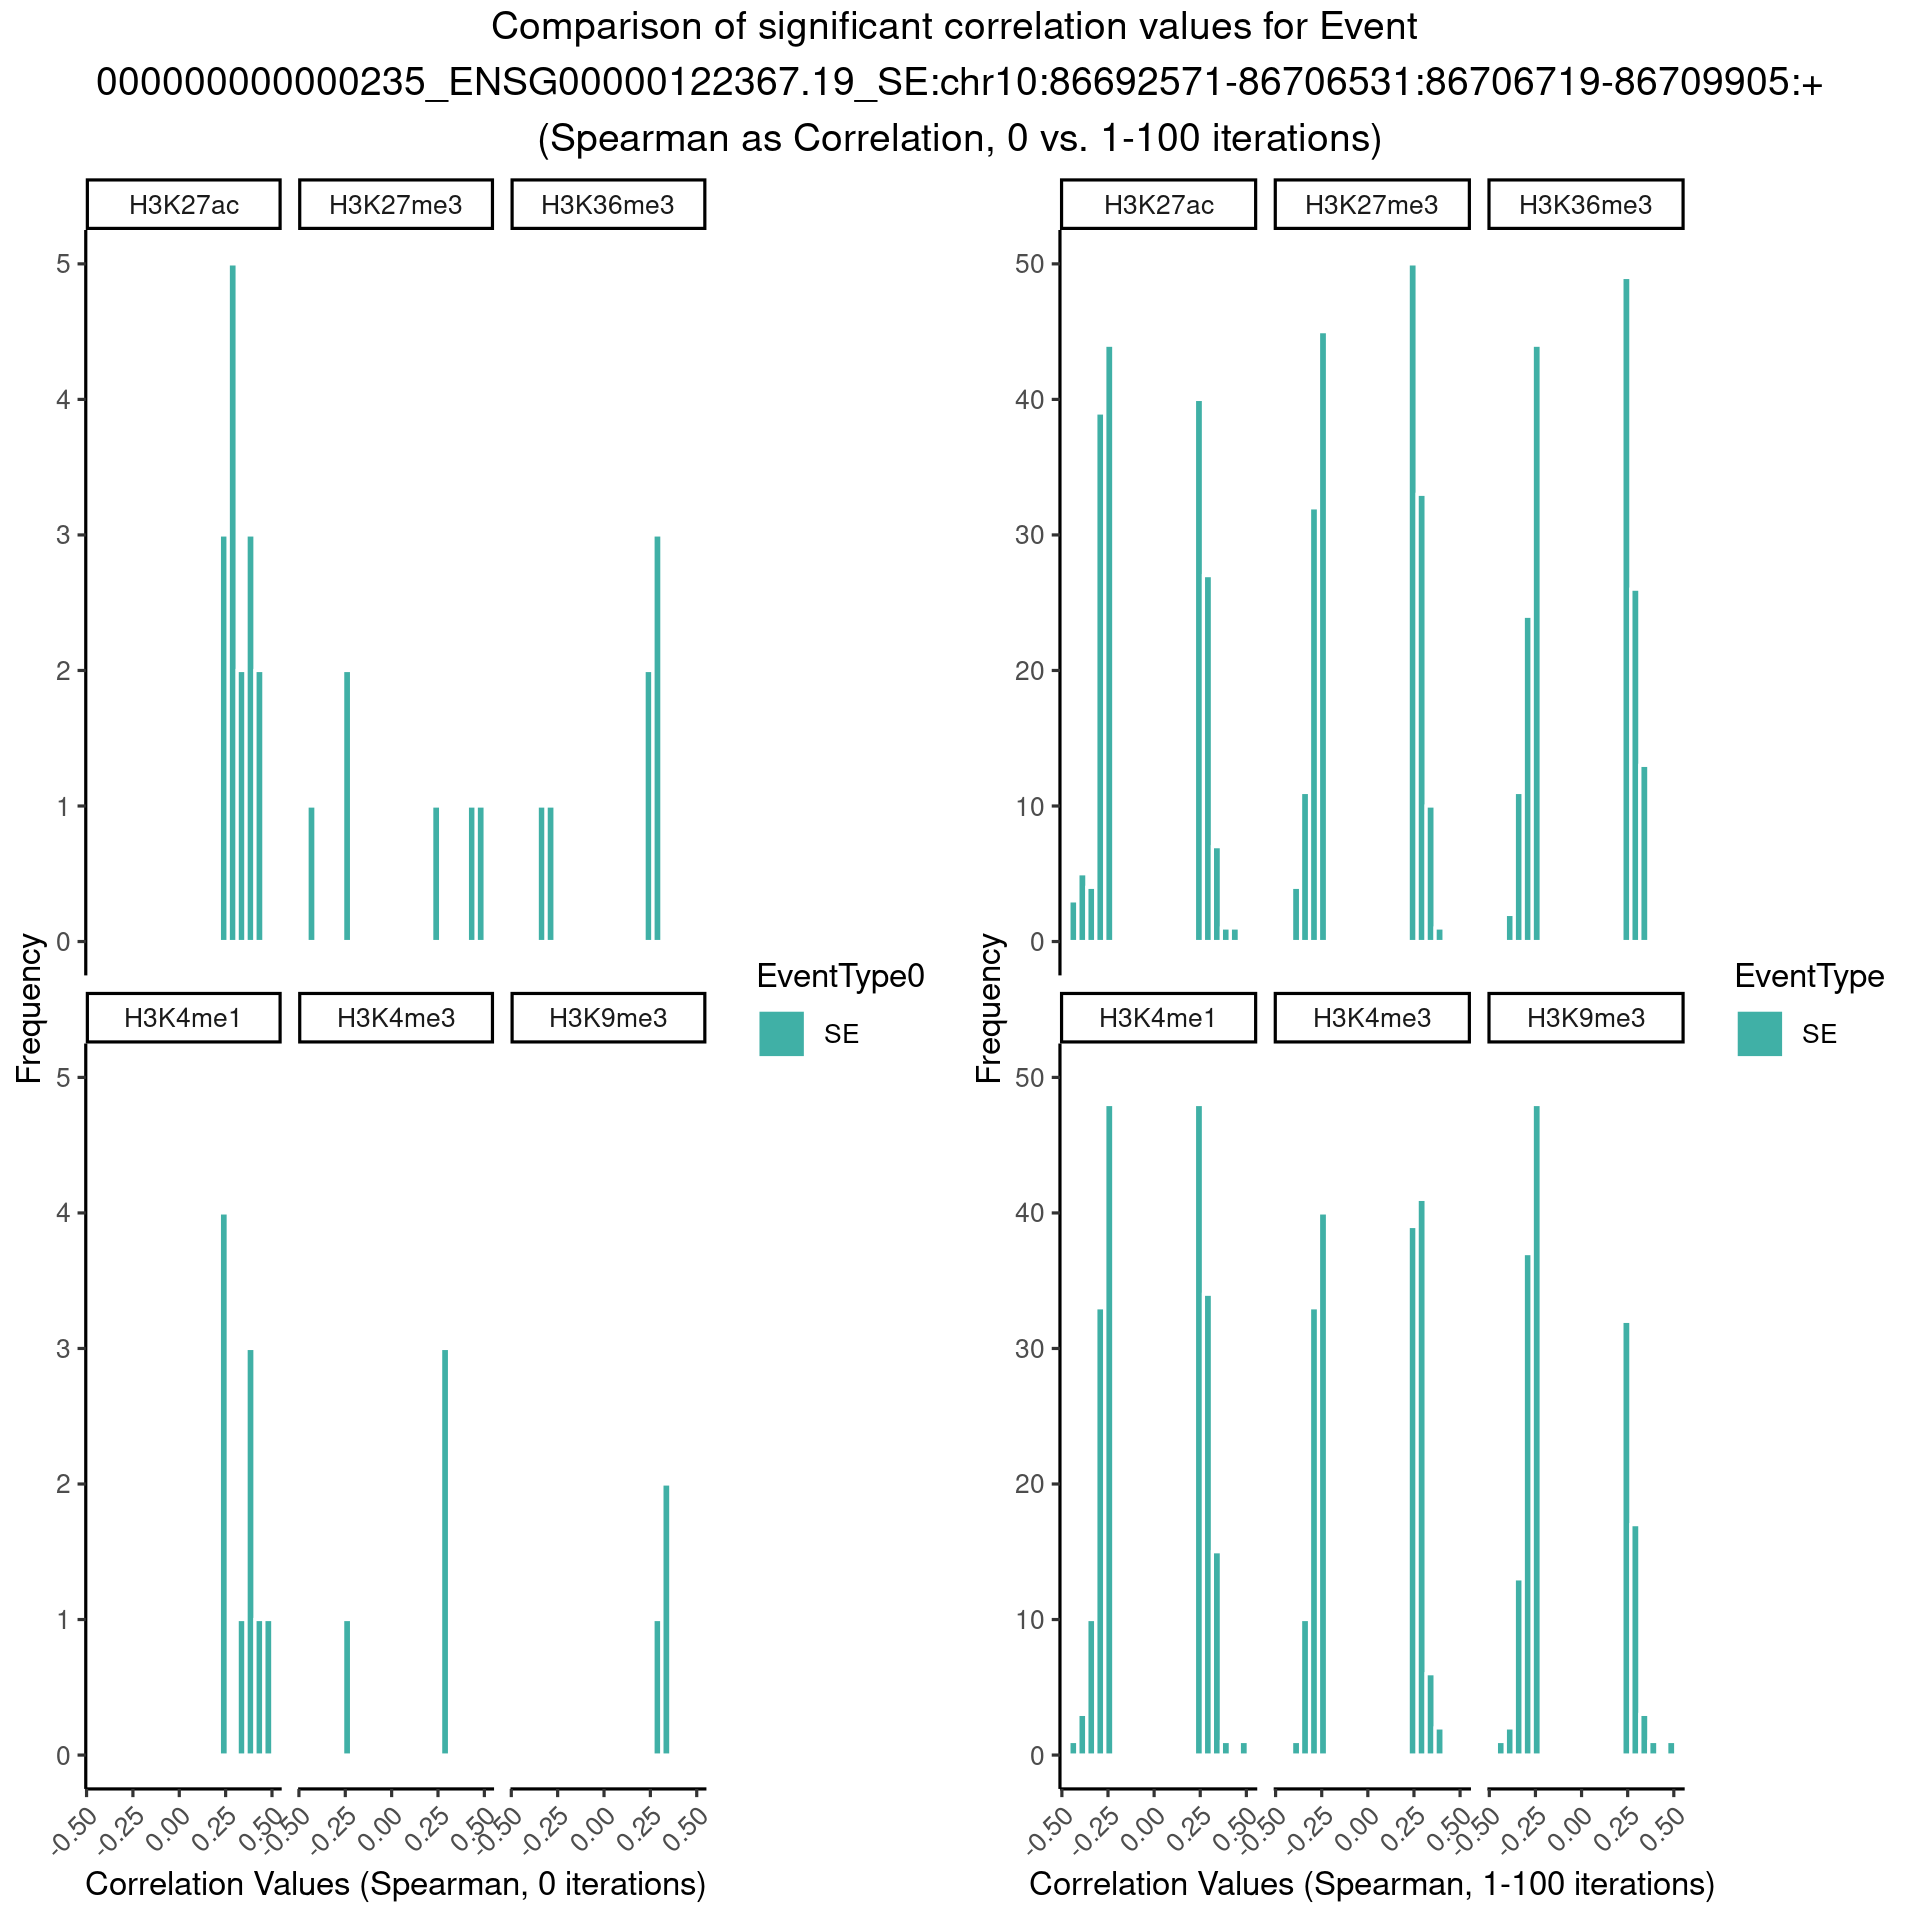 Comparison of significant correlation values for Event
000000000000235_ENSG00000122367.19_SE:chr10:86692571-86706531:86706719-86709905:+
(Spearman as Correlation, 0 vs. 1-100 iterations)
H3K27ac H3K27me3 H3K36me3
5
4
3
2
1
0
H3K4me1 H3K4me3 H3K9me3
5
4
3
2
1
0
-0.50 -0.25 0.00 0.25 0.50 -0.50 -0.25 0.00 0.25 0.50 -0.50 -0.25 0.00 0.25 0.50
Frequency
Correlation Values (Spearman, 0 iterations)
EventType0
SE
H3K27ac H3K27me3 H3K36me3
50
40
30
20
10
0
H3K4me1 H3K4me3 H3K9me3
50
40
30
20
10
0
-0.50 -0.25 0.00 0.25 0.50 -0.50 -0.25 0.00 0.25 0.50 -0.50 -0.25 0.00 0.25 0.50
Frequency
Correlation Values (Spearman, 1-100 iterations)
EventType
SE